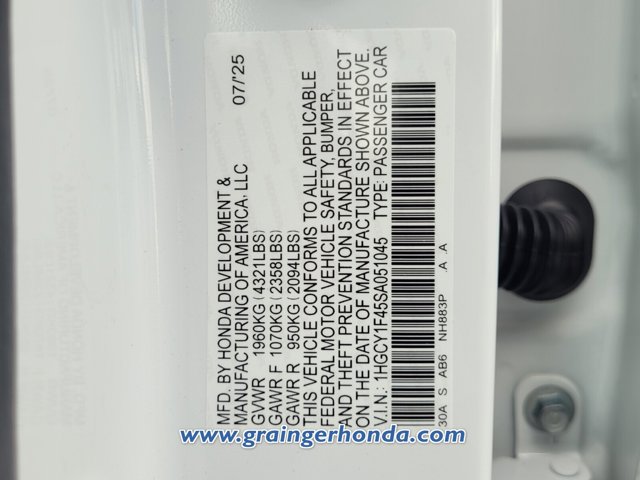 MFD. BY HONDA DEVELOPMENT &
MANUFACTURING OF AMERICA, LLC 07/'25
GVWR 1960KG(4321LBS)
GAWR F 1070KG(2358LBS)
GAWR R 950KG(2094LBS)
THIS VEHICLE CONFORMS TO ALL APPLICABLE
FEDERAL MOTOR VEHICLE SAFETY, BUMPER,
AND THEFT PREVENTION STANDARDS IN EFFECT
ON THE DATE OF MANUFACTURE SHOWN ABOVE.
V.I.N.: 1HGCY1F45SA051045 TYPE: PASSENGER CAR
30A S AB6 NH883P .A .A
www.graingerhonda.com